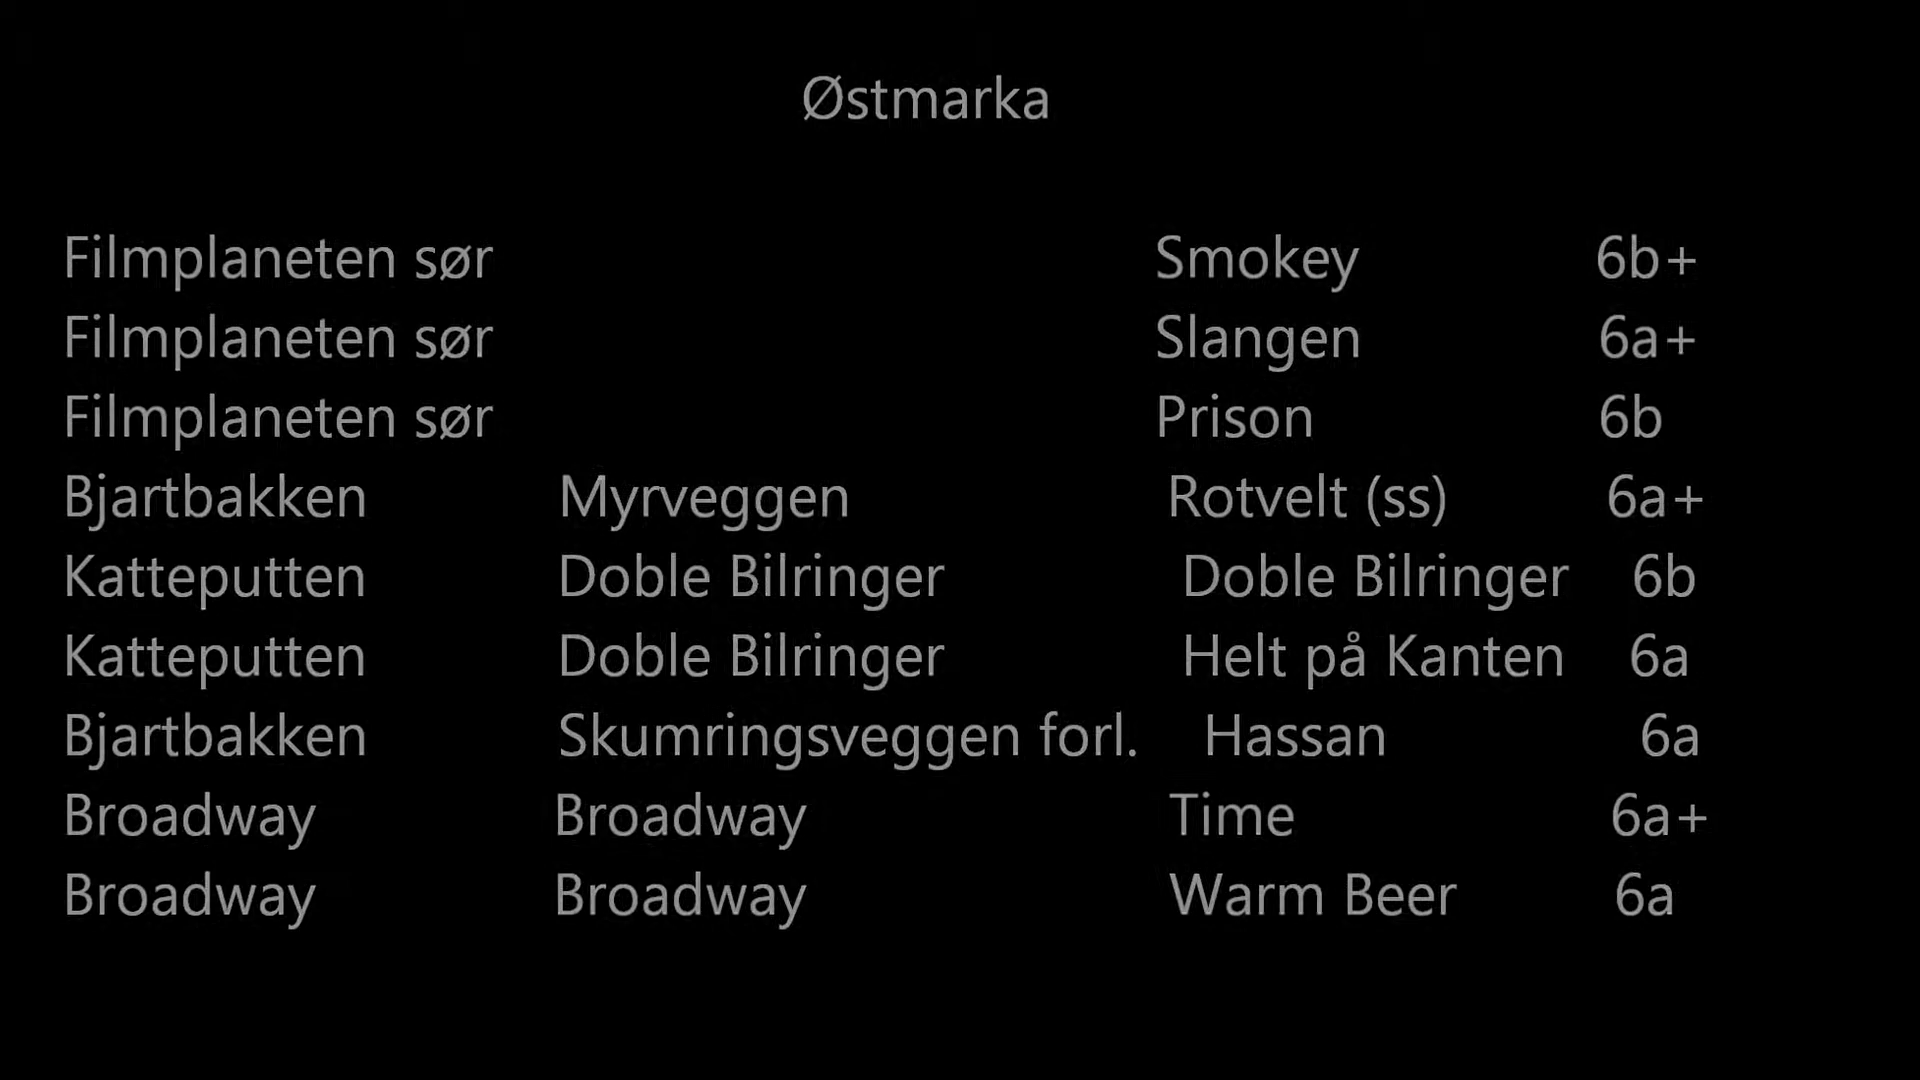 Østmarka
Filmplaneten sør Smokey 6b+
Filmplaneten sør Slangen 6a+
Filmplaneten sør Prison 6b
Bjartbakken Myrveggen Rotvelt (ss) 6a+
Katteputten Doble Bilringer Doble Bilringer 6b
Katteputten Doble Bilringer Helt på Kanten 6a
Bjartbakken Skumringsveggen forl. Hassan 6a
Broadway Broadway Time 6a+
Broadway Broadway Warm Beer 6a